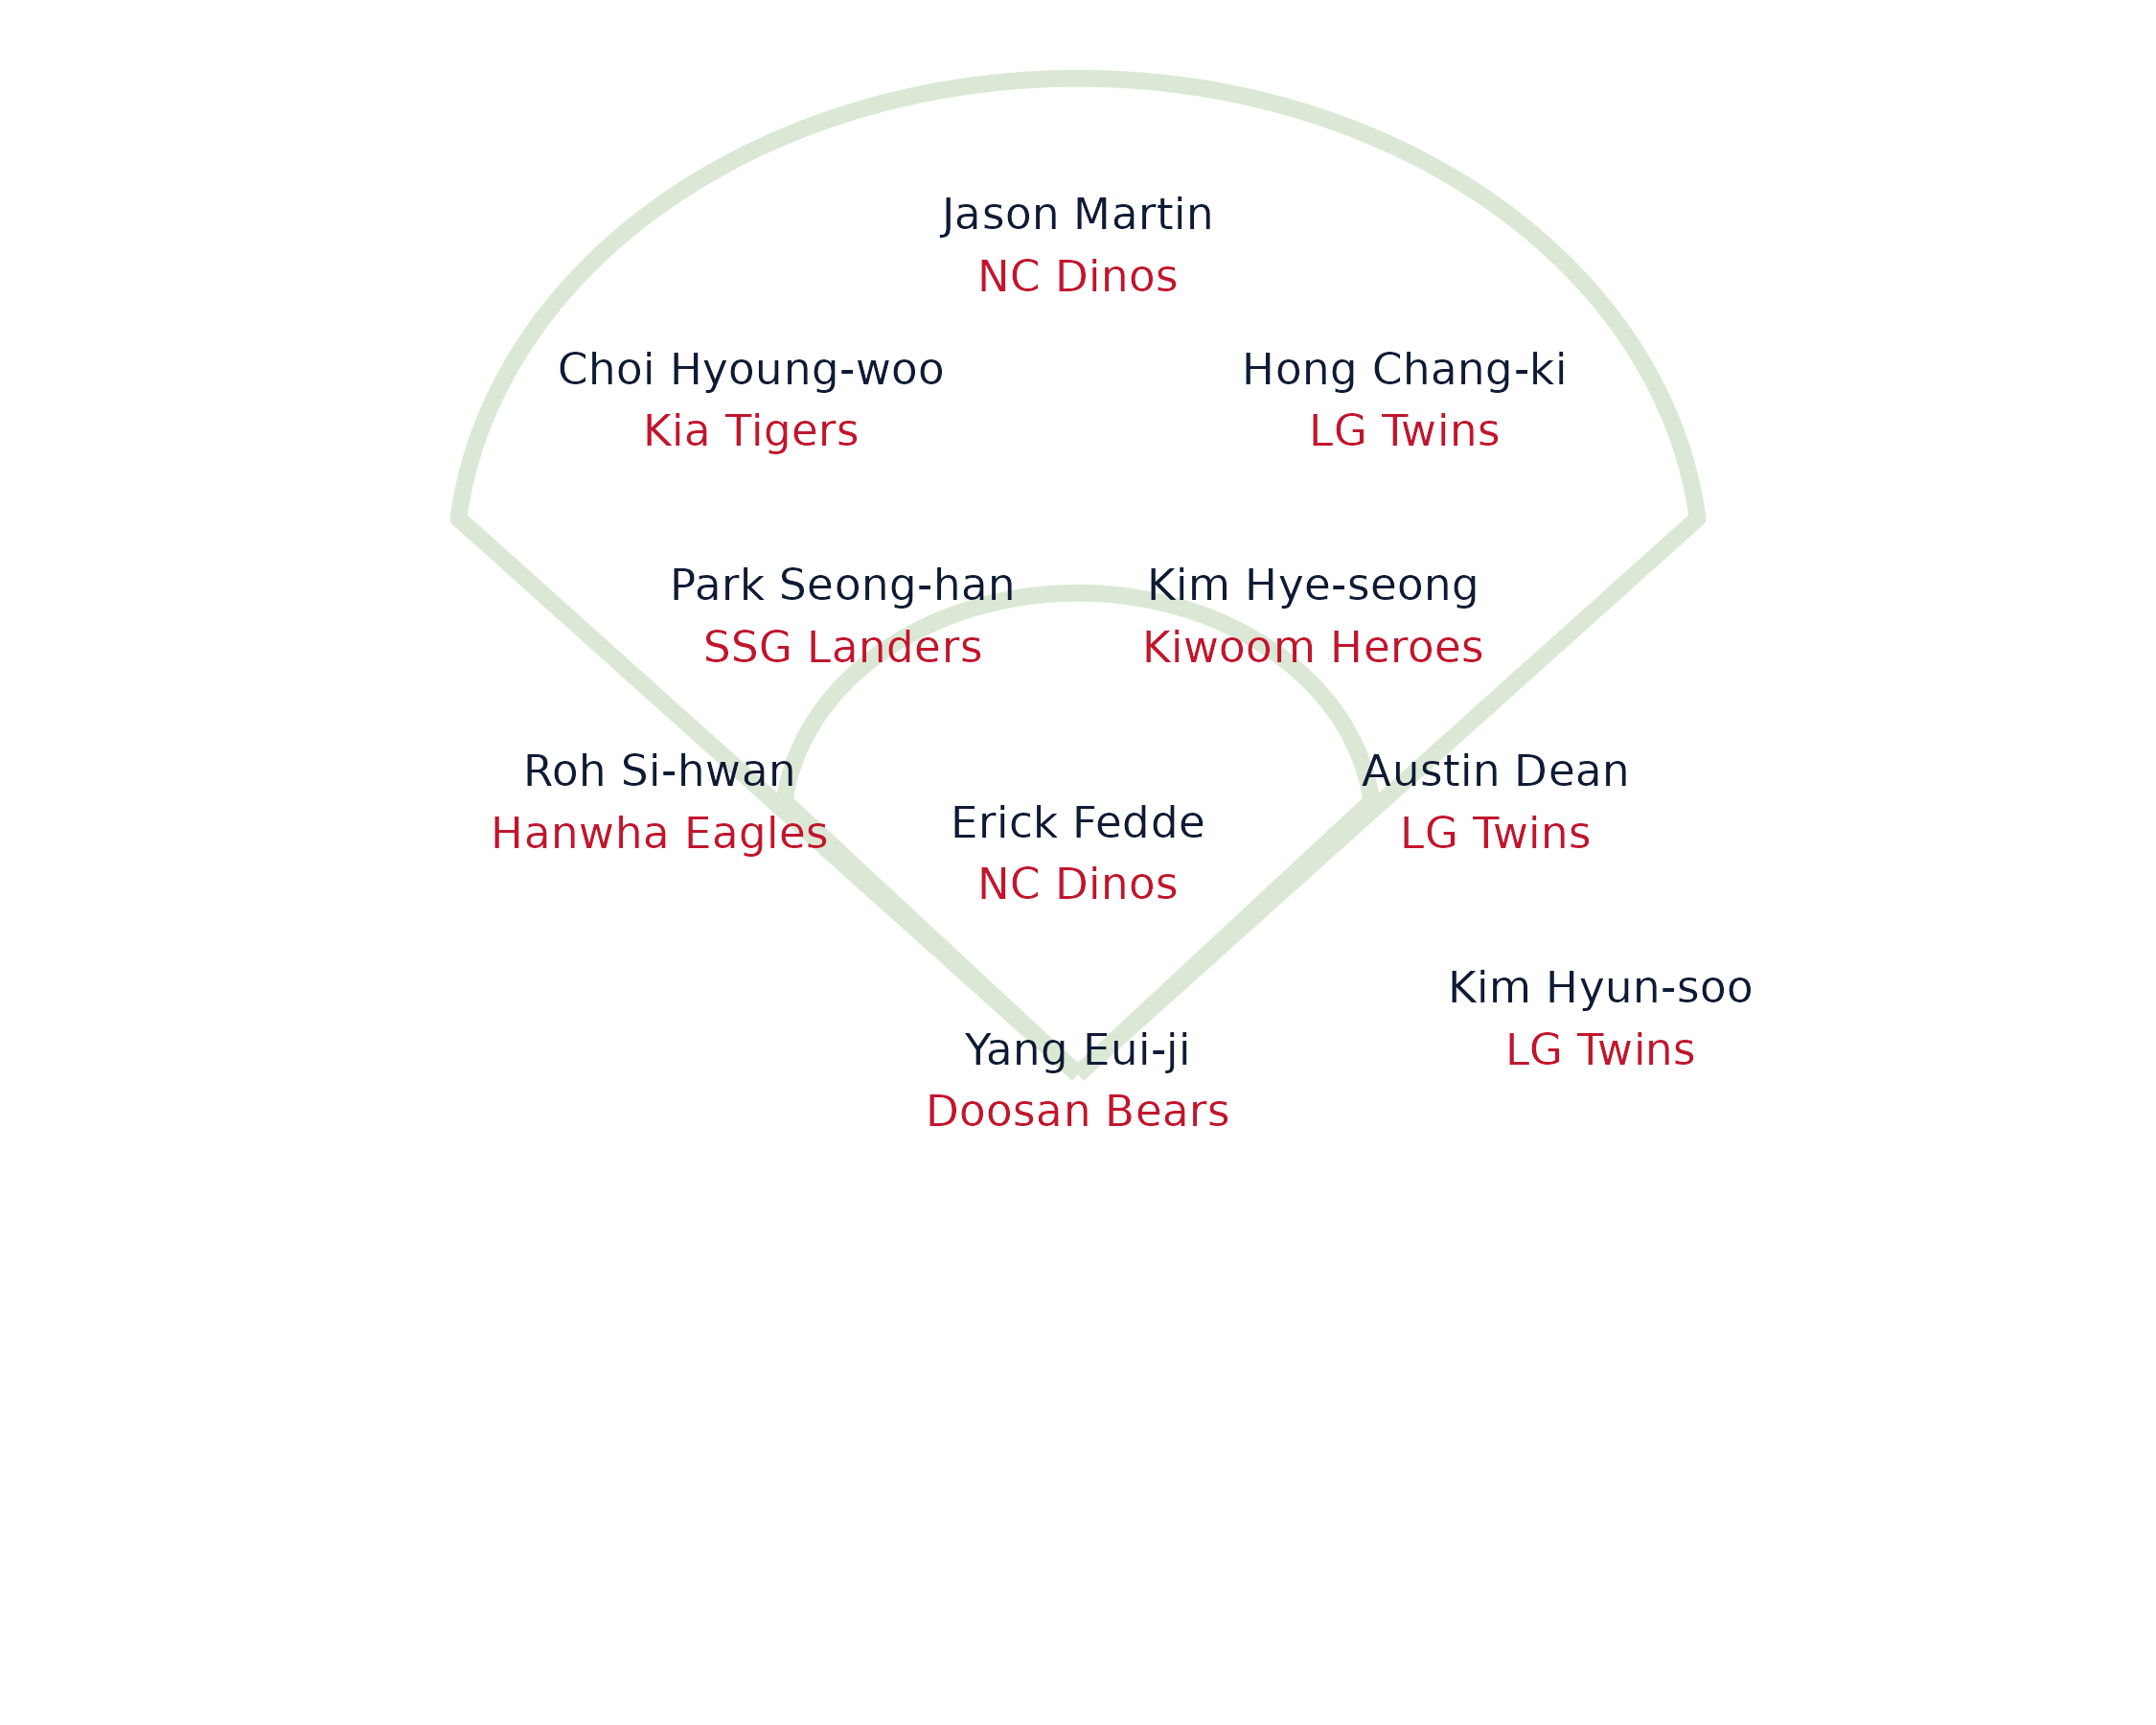 Jason Martin
NC Dinos
Choi Hyoung-woo
Kia Tigers
Hong Chang-ki
LG Twins
Park Seong-han
SSG Landers
Kim Hye-seong
Kiwoom Heroes
Roh Si-hwan
Hanwha Eagles
Erick Fedde
NC Dinos
Austin Dean
LG Twins
Yang Eui-ji
Doosan Bears
Kim Hyun-soo
LG Twins